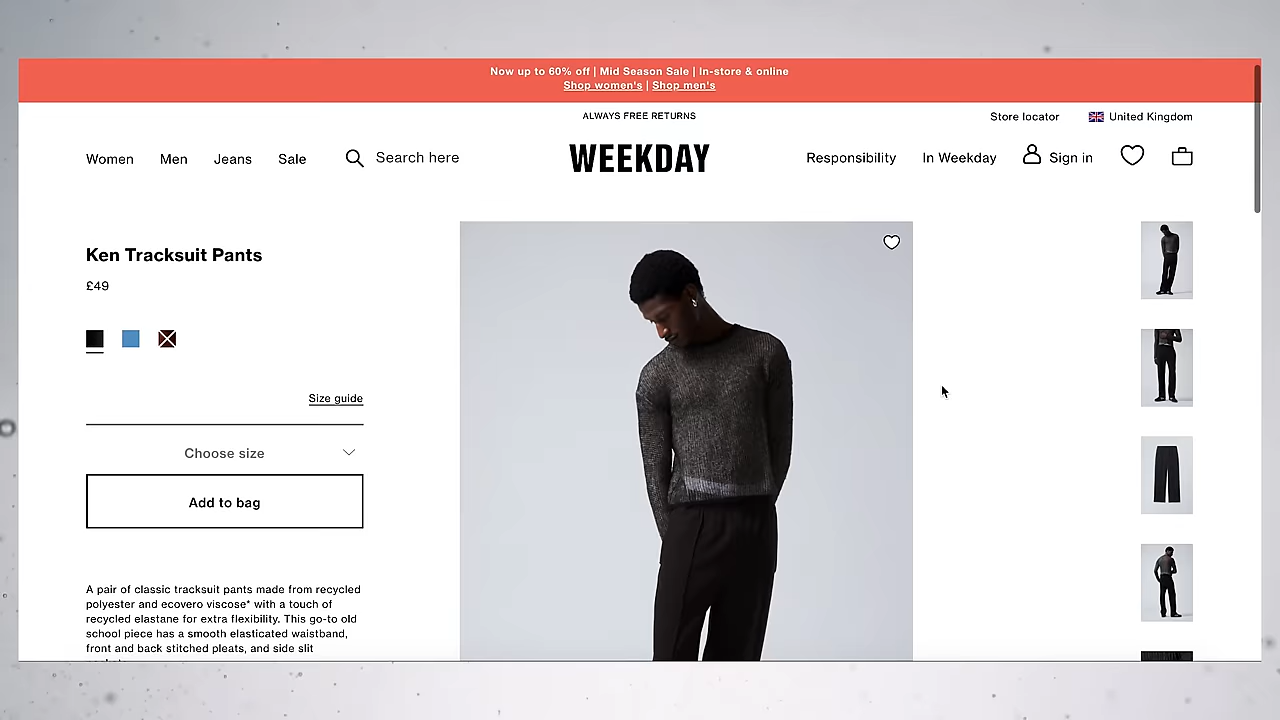 Now up to 60% off | Mid Season Sale | In-store & online
Shop women's | Shop men's
ALWAYS FREE RETURNS
Store locator
United Kingdom
Women
Men
Jeans
Sale
Search here
WEEKDAY
Responsibility
In Weekday
Sign in
Ken Tracksuit Pants
£49
Size guide
Choose size
Add to bag
A pair of classic tracksuit pants made from recycled
polyester and ecovero viscose* with a touch of
recycled elastane for extra flexibility. This go-to old
school piece has a smooth elasticated waistband,
front and back stitched pleats, and side slit